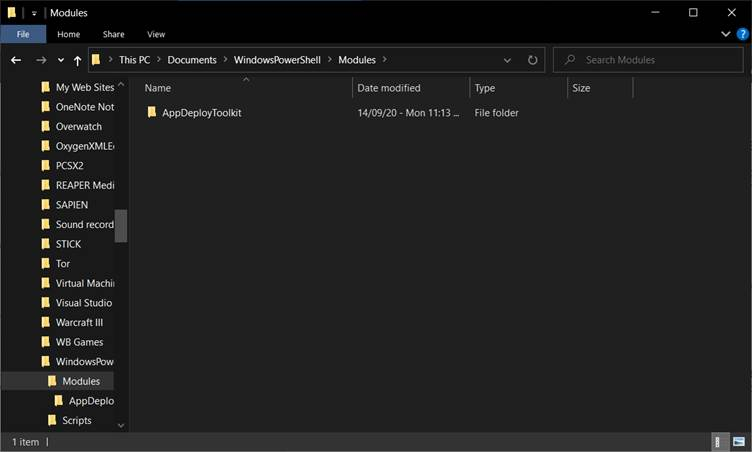 Modules
File Home Share View
This PC Documents WindowsPowerShell Modules Search Modules
Name Date modified Type Size
AppDeployToolkit 14/09/20 - Mon 11:13 ... File folder
My Web Sites
OneNote Not
Overwatch
OxygenXMLE
PCSX2
REAPER Medi
SAPIEN
Sound record
STICK
Tor
Virtual Machi
Visual Studio
Warcraft III
WB Games
WindowsPow
Modules
AppDeplo
Scripts
1 item